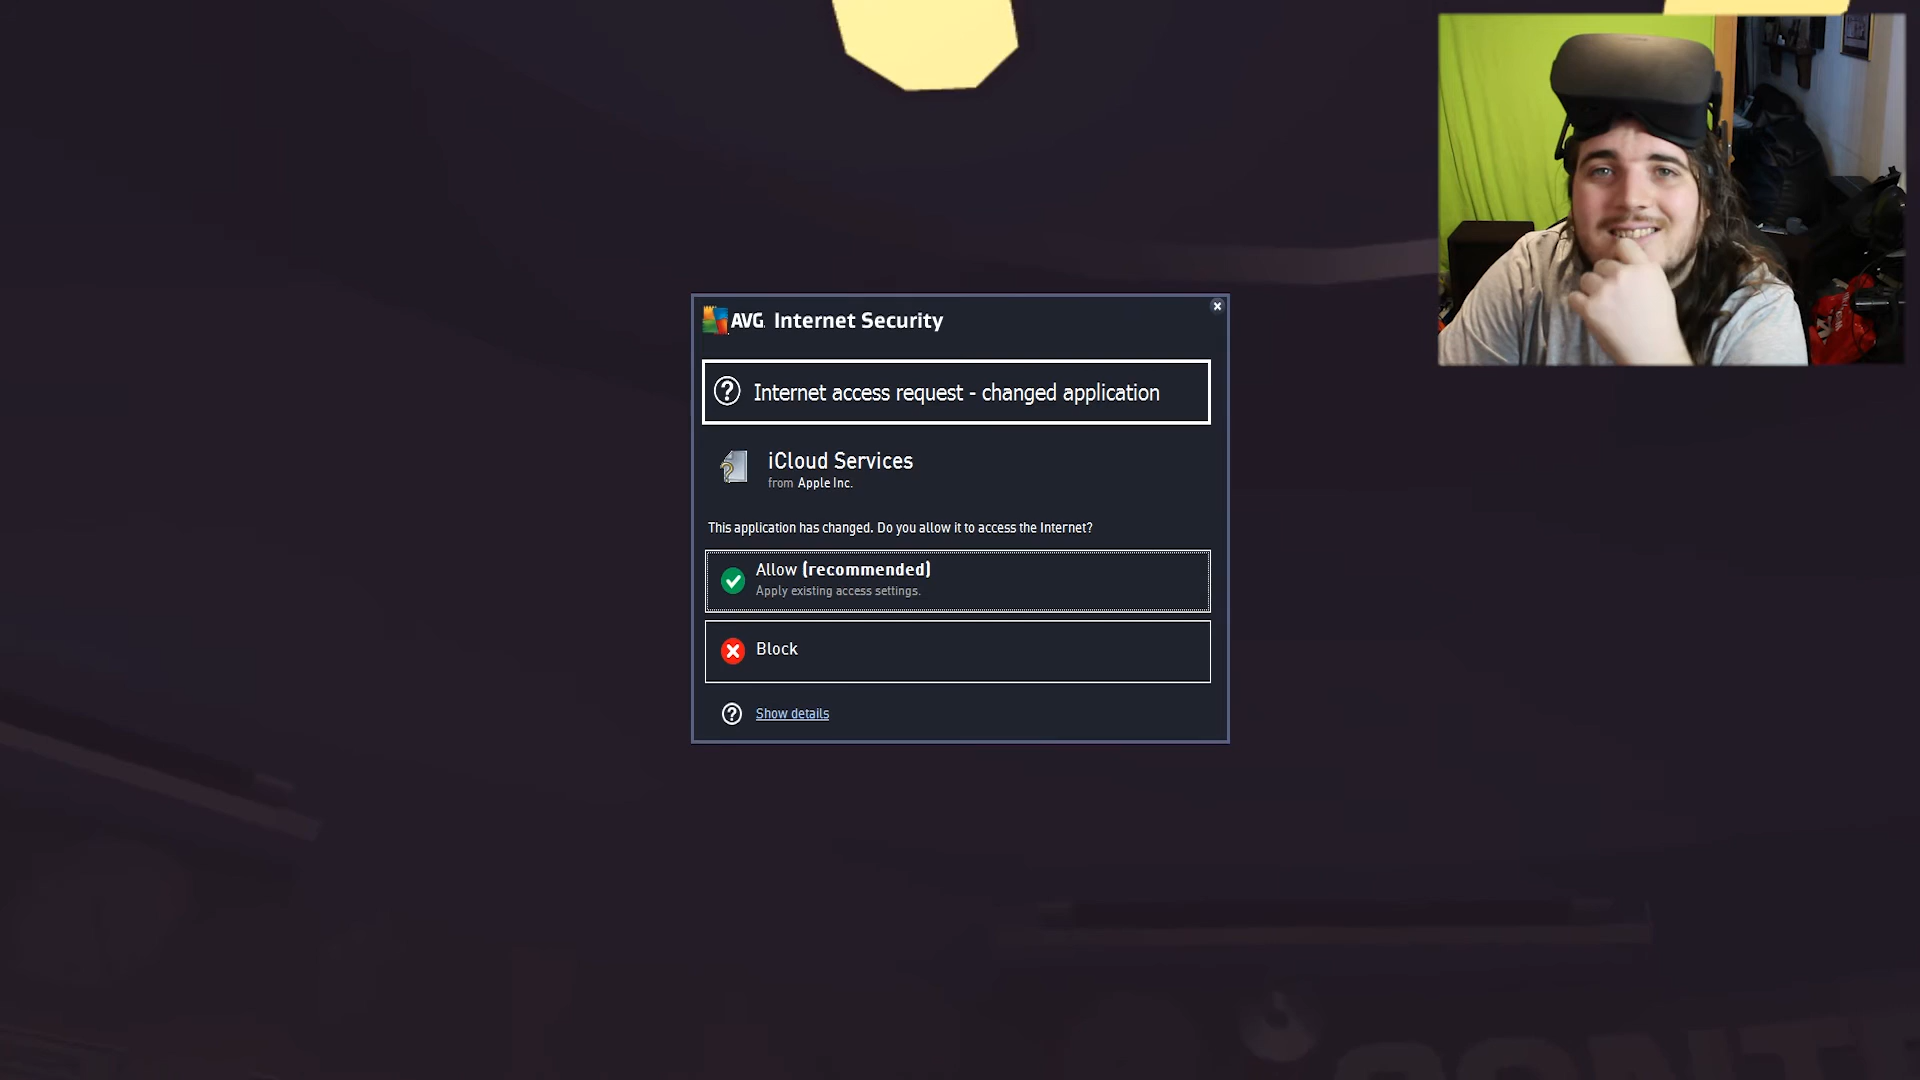 AVG. Internet Security
Internet access request - changed application
iCloud Services
from Apple Inc.
This application has changed. Do you allow it to access the Internet?
Allow (recommended)
Apply existing access settings.
Block
Show details